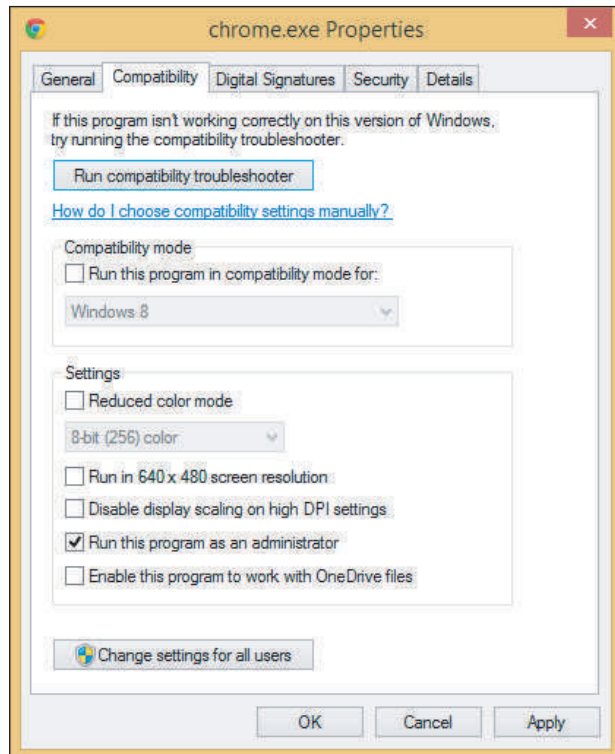 chrome.exe Properties
×
General Compatibility Digital Signatures Security Details
If this program isn't working correctly on this version of Windows,
try running the compatibility troubleshooter.
Run compatibility troubleshooter
How do I choose compatibility settings manually?
Compatibility mode
Run this program in compatibility mode for:
Windows 8
Settings
Reduced color mode
8-bit (256) color
Run in 640 x 480 screen resolution
Disable display scaling on high DPI settings
Run this program as an administrator
Enable this program to work with OneDrive files
Change settings for all users
OK Cancel Apply